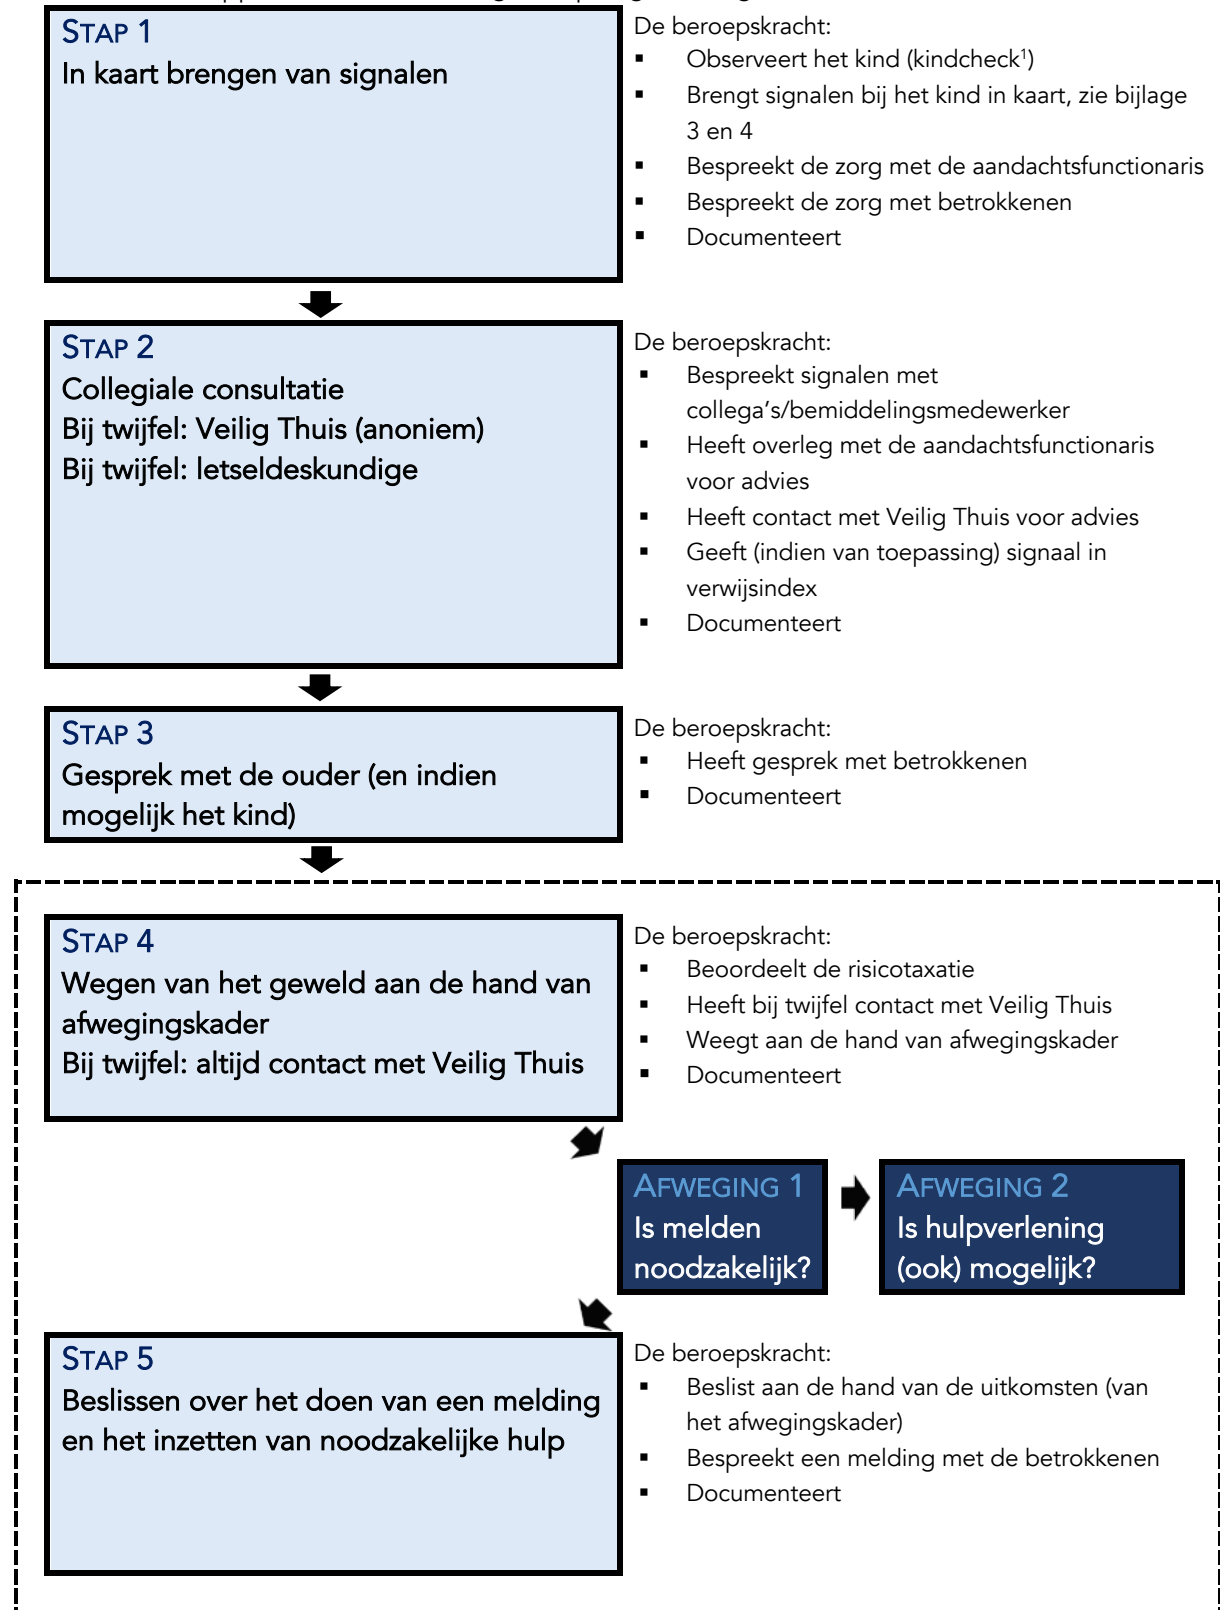 STAP 1
In kaart brengen van signalen
De beroepskracht:
▪ Observeert het kind (kindcheck¹)
▪ Brengt signalen bij het kind in kaart, zie bijlage
3 en 4
▪ Bespreekt de zorg met de aandachtsfunctionaris
▪ Bespreekt de zorg met betrokkenen
▪ Documenteert
STAP 2
Collegiale consultatie
Bij twijfel: Veilig Thuis (anoniem)
Bij twijfel: letseldeskundige
De beroepskracht:
▪ Bespreekt signalen met
collega’s/bemiddelingsmedewerker
▪ Heeft overleg met de aandachtsfunctionaris
voor advies
▪ Heeft contact met Veilig Thuis voor advies
▪ Geeft (indien van toepassing) signaal in
verwijsindex
▪ Documenteert
STAP 3
Gesprek met de ouder (en indien
mogelijk het kind)
De beroepskracht:
▪ Heeft gesprek met betrokkenen
▪ Documenteert
STAP 4
Wegen van het geweld aan de hand van
afwegingskader
Bij twijfel: altijd contact met Veilig Thuis
De beroepskracht:
▪ Beoordeelt de risicotaxatie
▪ Heeft bij twijfel contact met Veilig Thuis
▪ Weegt aan de hand van afwegingskader
▪ Documenteert
AFWEGING 1
Is melden
noodzakelijk?
AFWEGING 2
Is hulpverlening
(ook) mogelijk?
STAP 5
Beslissen over het doen van een melding
en het inzetten van noodzakelijke hulp
De beroepskracht:
▪ Beslist aan de hand van de uitkomsten (van
het afwegingskader)
▪ Bespreekt een melding met de betrokkenen
▪ Documenteert